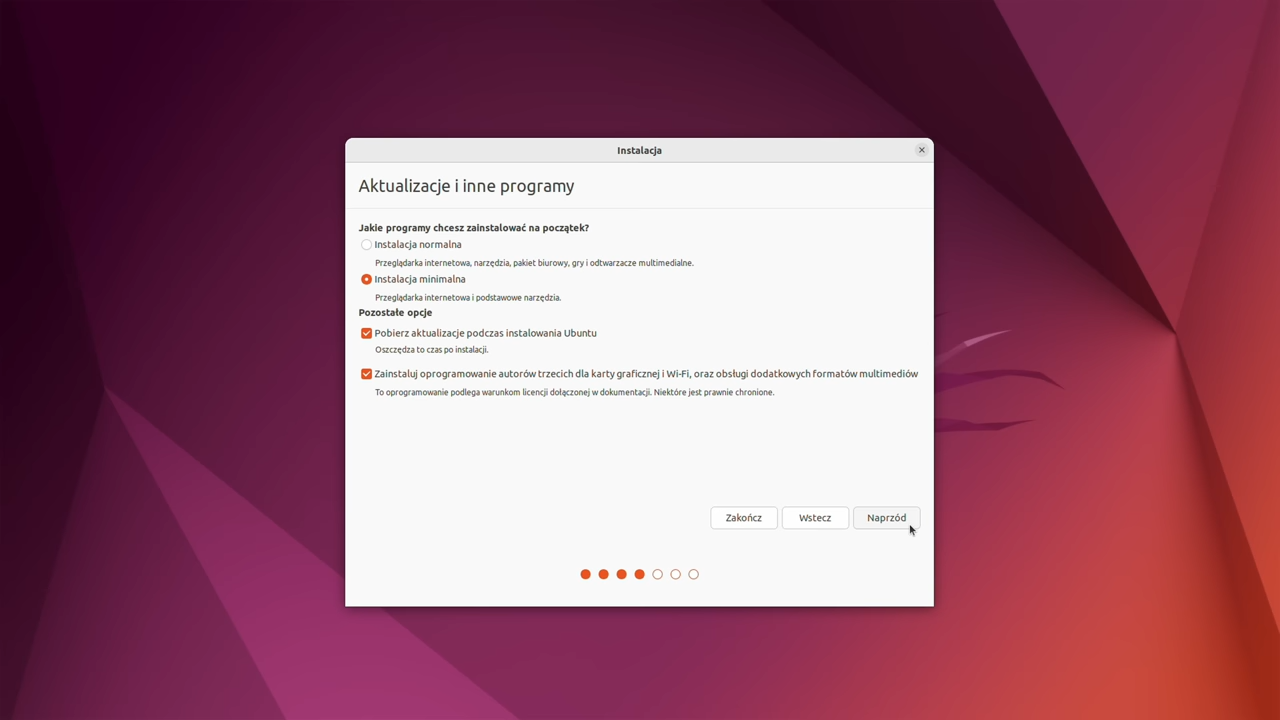 Instalacja
Aktualizacje i inne programy
Jakie programy chcesz zainstalować na początek?
Instalacja normalna
Przeglądarka internetowa, narzędzia, pakiet biurowy, gry i odtwarzacze multimedialne.
Instalacja minimalna
Przeglądarka internetowa i podstawowe narzędzia.
Pozostałe opcje
Pobierz aktualizacje podczas instalowania Ubuntu
Oszczędza to czas po instalacji.
Zainstaluj oprogramowanie autorów trzecich dla karty graficznej i Wi-Fi, oraz obsługi dodatkowych formatów multimediów
To oprogramowanie podlega warunkom licencji dołączonej w dokumentacji. Niektóre jest prawnie chronione.
Zakończ Wstecz Naprzód